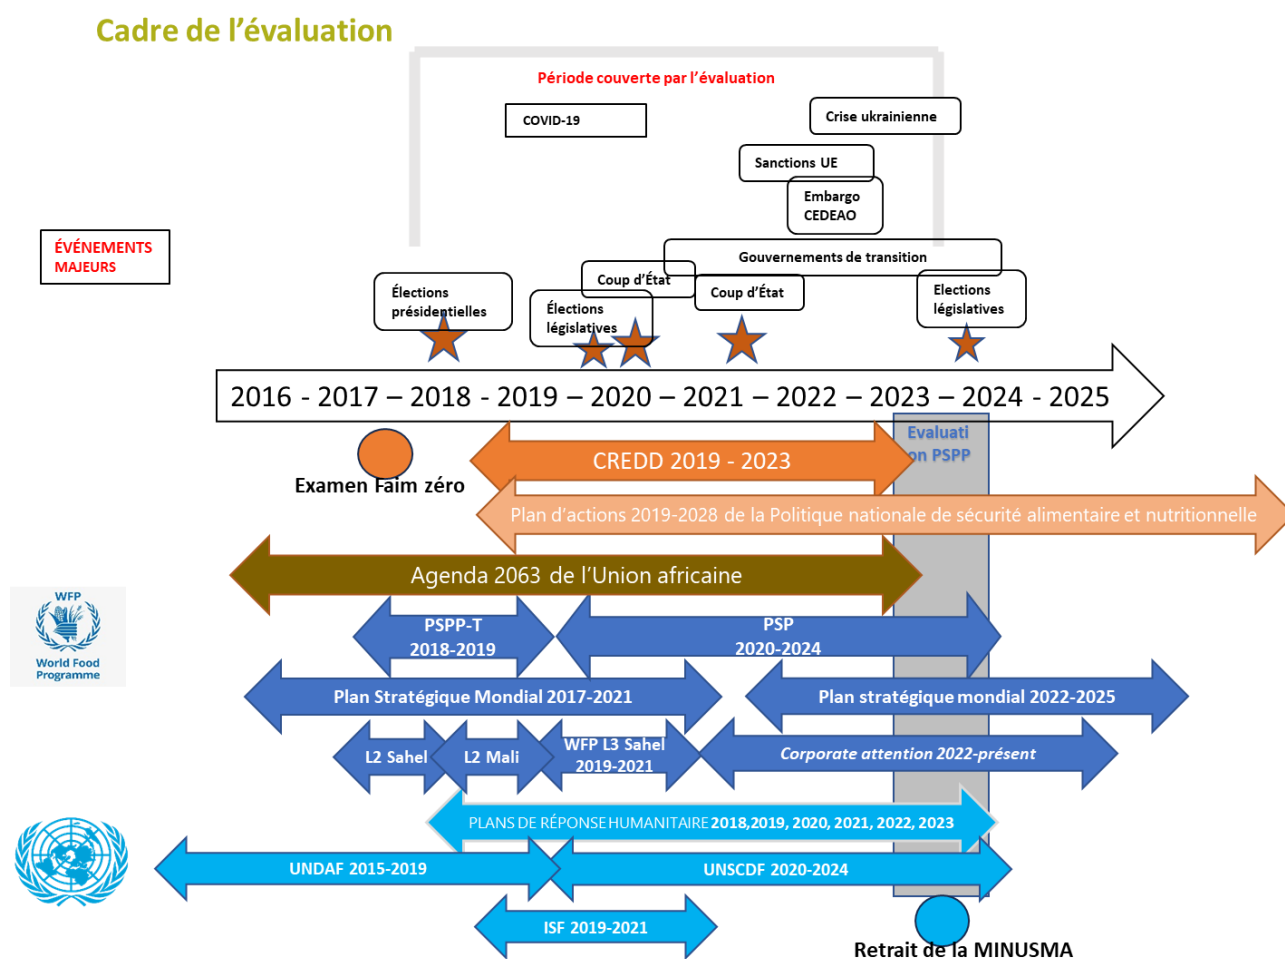 Cadre de l’évaluation
Période couverte par l’évaluation
Crise ukrainienne
COVID-19
Sanctions UE
Embargo
CEDEAO
ÉVÉNEMENTS
MAJEURS
Gouvernements de transition
Coup d’État
Coup d’État
Élections
présidentielles
Élections
législatives
Elections
législatives
2016 - 2017 – 2018 - 2019 – 2020 – 2021 – 2022 – 2023 – 2024 - 2025
Evaluati
on PSPP
CREDD 2019 - 2023
Examen Faim zéro
Plan d’actions 2019-2028 de la Politique nationale de sécurité alimentaire et nutritionnelle
Agenda 2063 de l’Union africaine
WFP
World Food
Programme
PSPP-T
2018-2019
PSP
2020-2024
Plan Stratégique Mondial 2017-2021
Plan stratégique mondial 2022-2025
L2 Sahel
L2 Mali
WFP L3 Sahel
2019-2021
Corporate attention 2022-présent
PLANS DE RÉPONSE HUMANITAIRE 2018,2019, 2020, 2021, 2022, 2023
UNDAF 2015-2019
UNSCDF 2020-2024
ISF 2019-2021
Retrait de la MINUSMA